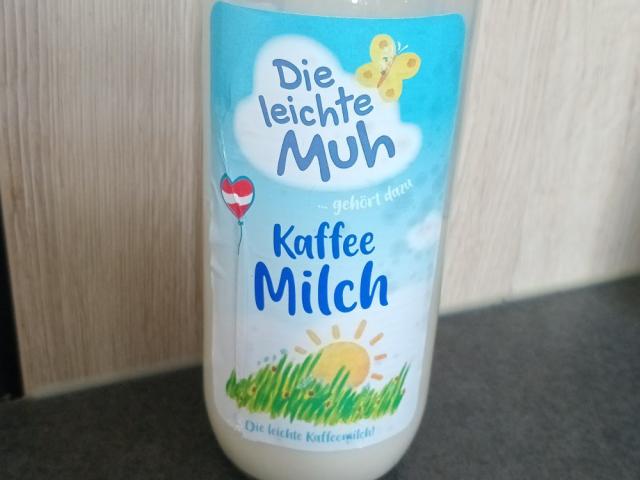 Die
leichte
Muh
... gehört dazu
Kaffee
Milch
Die leichte Kaffeemilch!